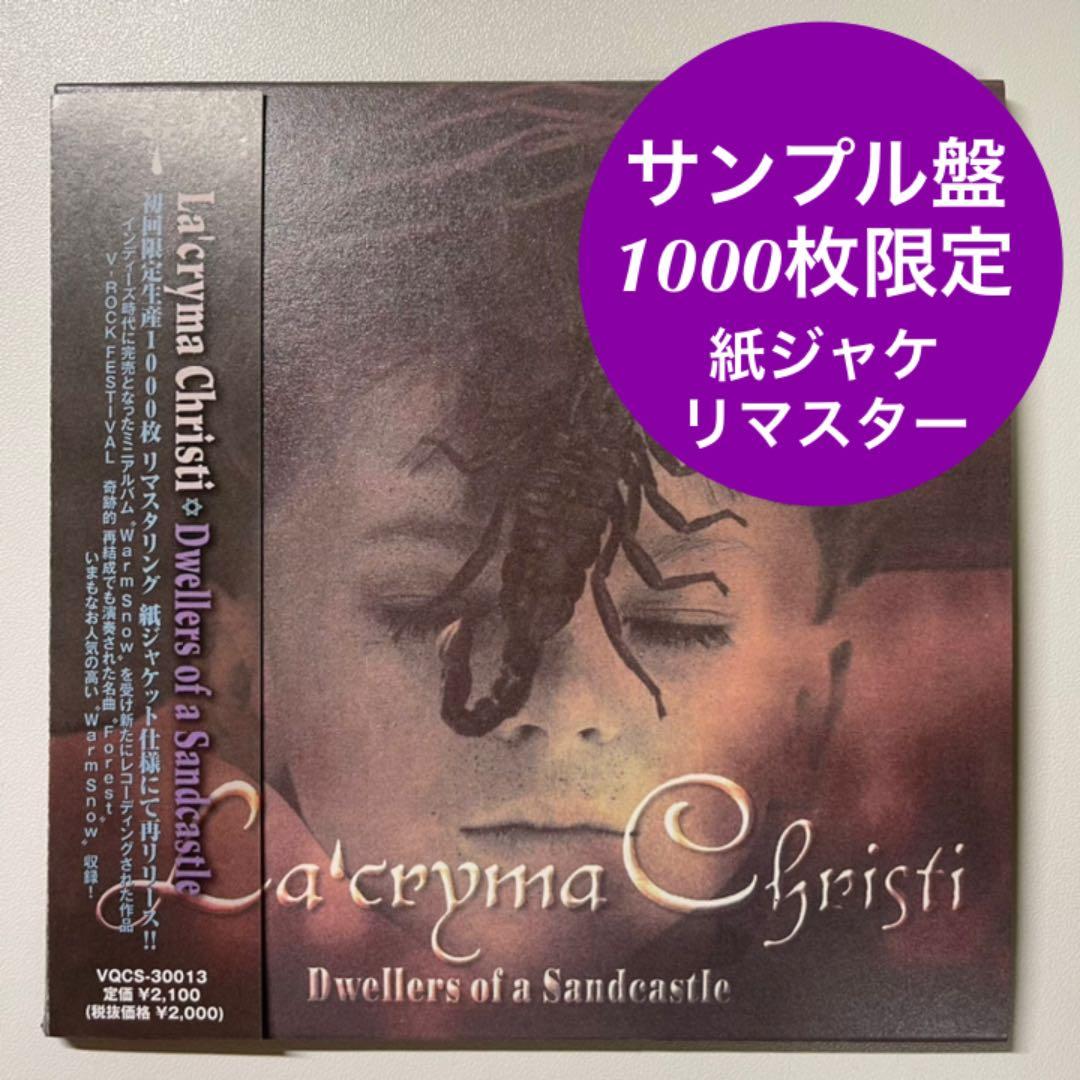 サンプル盤
1000枚限定
紙ジャケ
リマスター
La'cryma Christi ✡ Dwellers of a Sandcastle
初回限定生産1000枚 リマスタリング 紙ジャケット仕様にて再リリース!!
インディーズ時代に完売となったミニアルバム“Warm Snow”を受け新たにレコーディングされた作品
V-ROCK FESTIVAL 奇跡的 再結成でも演奏された名曲“Forest”
いまもなお人気の高い“Warm Snow”収録!
VQCS-30013
定価 ¥2,100
(税抜価格 ¥2,000)
La'cryma Christi
Dwellers of a Sandcastle